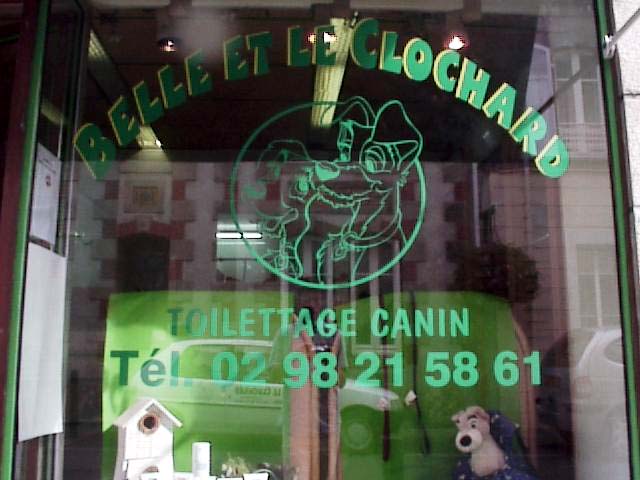 BELLE ET LE CLOCHARD
TOILETTAGE CANIN
Tél. 02 98 21 58 61